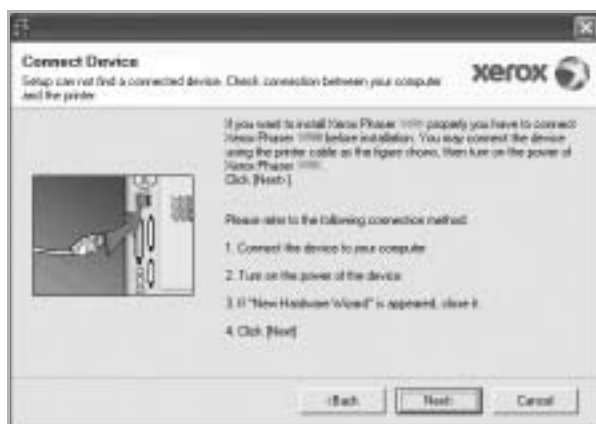 Connect Device
Setup can not find a connected device. Check connection between your computer
and the printer.
xerox
If you want to install Xerox Phaser properly you have to connect
Xerox Phaser before installation. You may connect the device
using the printer cable as the figure shows, then turn on the power of
Xerox Phaser
Click [Next>].
Please refer to the following connection method.
1. Connect the device to your computer
2. Turn on the power of the device
3. If "New Hardware Wizard" is appeared, close it.
4. Click [Next]
<Back
Next>
Cancel